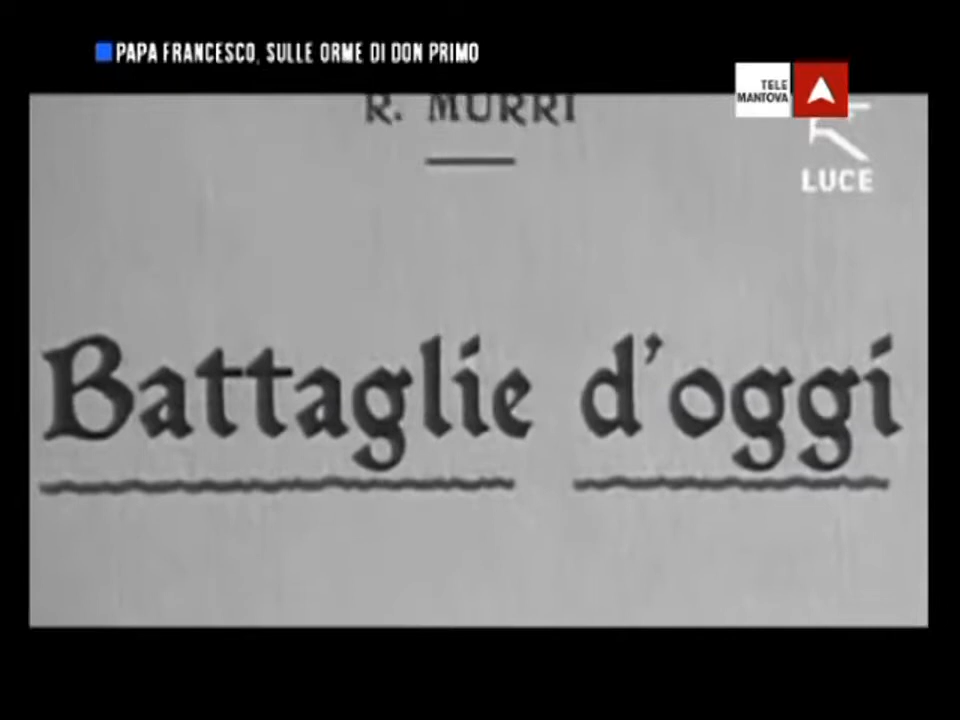 PAPA FRANCESCO, SULLE ORME DI DON PRIMO
TELE
MANTOVA
R. MURRI
LUCE
Battaglie d'oggi